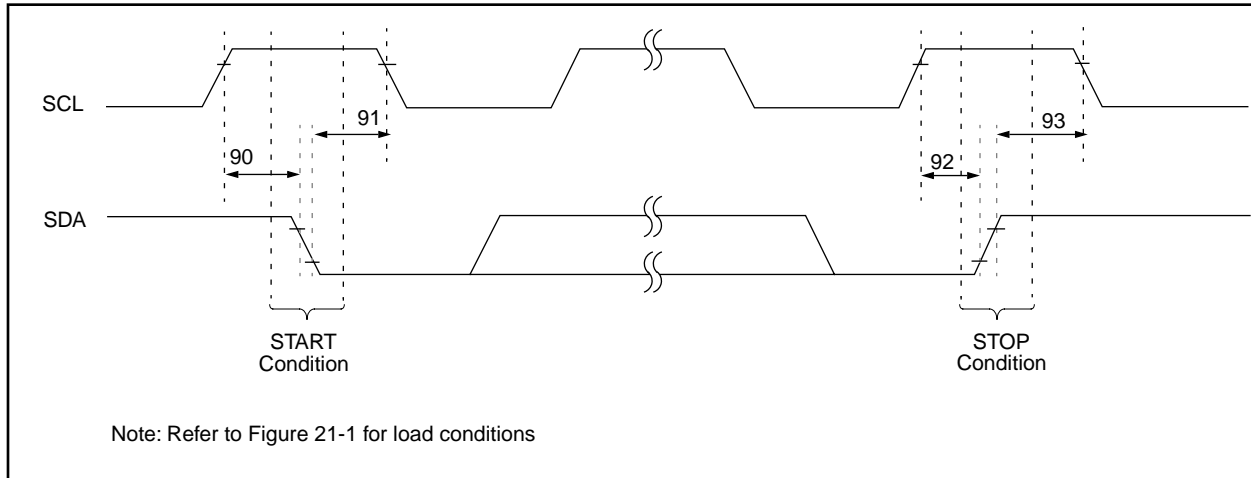 SCL
91
93
90
92
SDA
START
Condition
STOP
Condition
Note: Refer to Figure 21-1 for load conditions